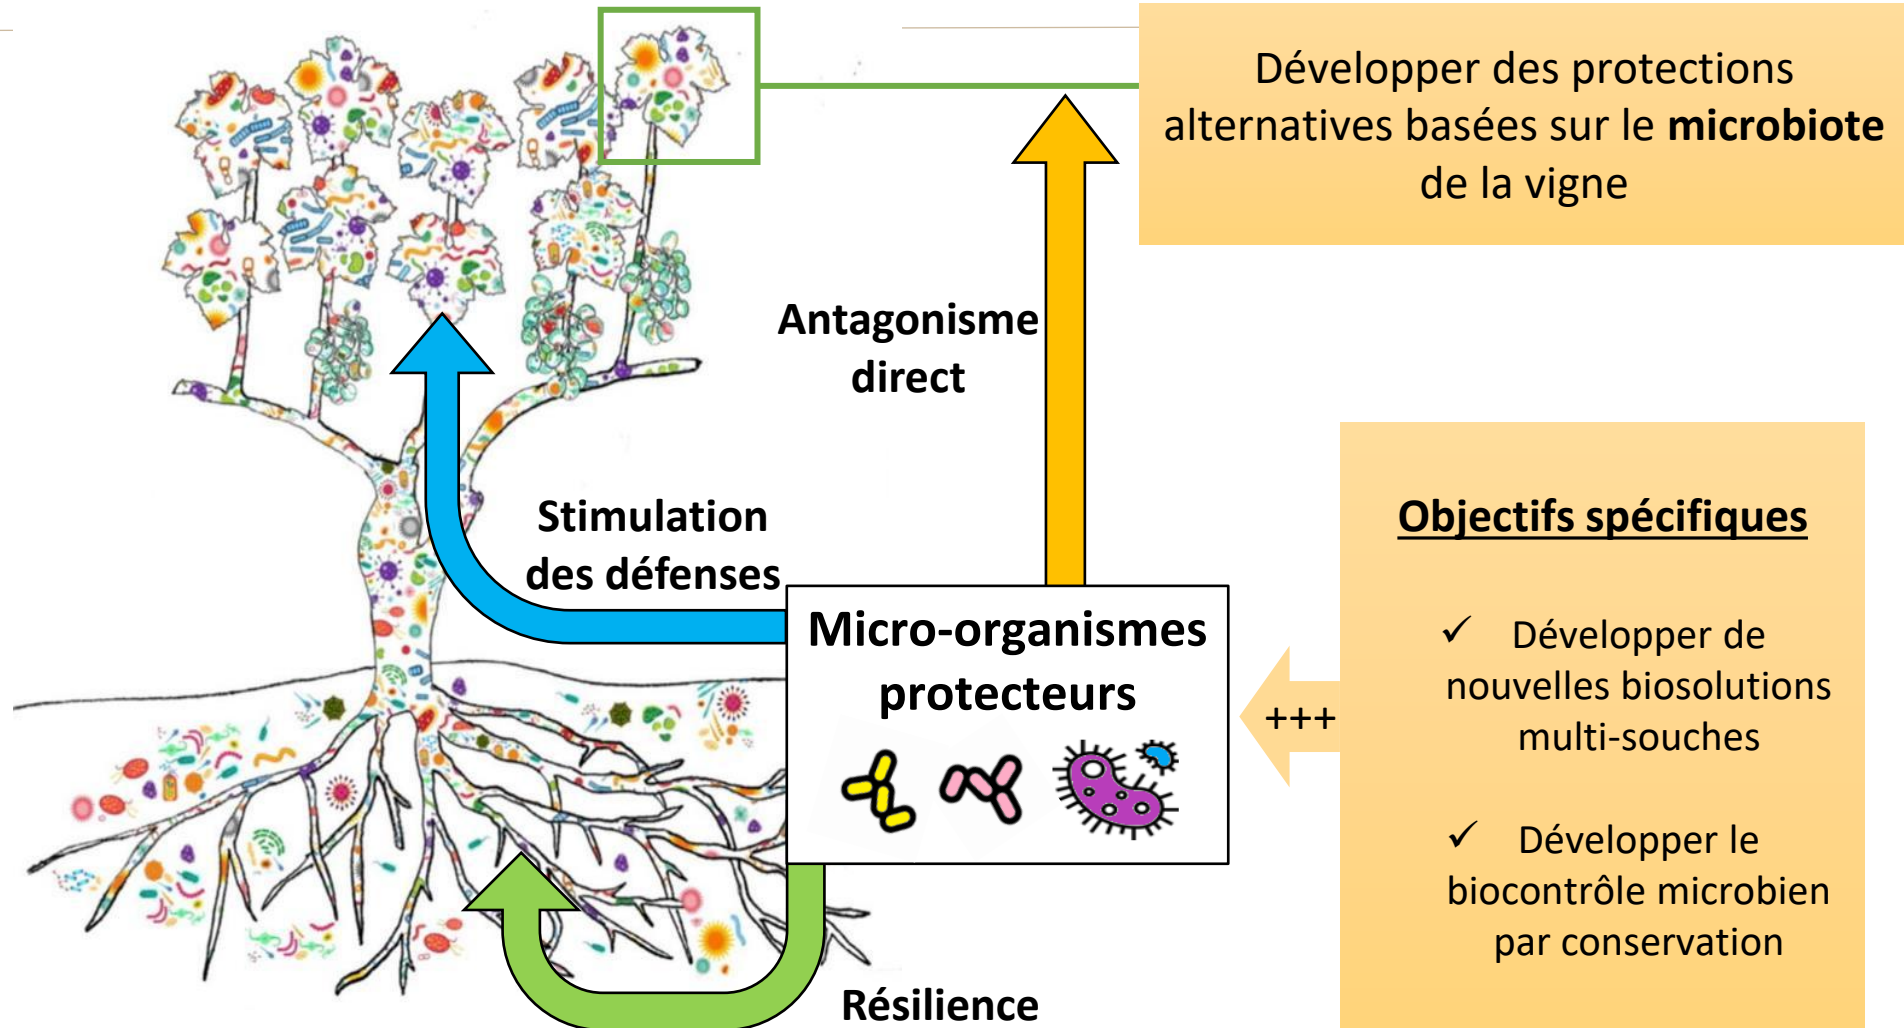 Développer des protections
alternatives basées sur le microbiote
de la vigne
Antagonisme
direct
Stimulation
des défenses
Micro-organismes
protecteurs
+++
Objectifs spécifiques
✓ Développer de
nouvelles biosolutions
multi-souches
✓ Développer le
biocontrôle microbien
par conservation
Résilience